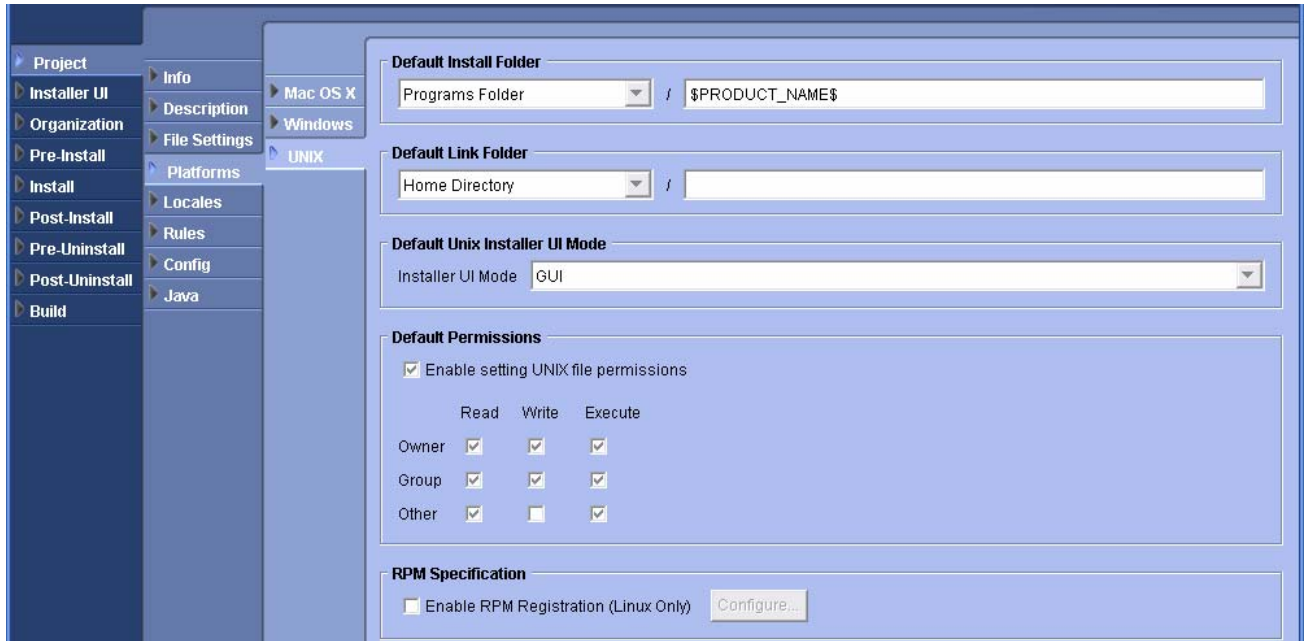 Project
Installer UI
Organization
Pre-Install
Install
Post-Install
Pre-Uninstall
Post-Uninstall
Build
Info
Description
File Settings
Platforms
Locales
Rules
Config
Java
Mac OS X
Windows
UNIX
Default Install Folder
Programs Folder / $PRODUCT_NAME$
Default Link Folder
Home Directory /
Default Unix Installer UI Mode
Installer UI Mode GUI
Default Permissions
Enable setting UNIX file permissions
Read Write Execute
Owner
Group
Other
RPM Specification
Enable RPM Registration (Linux Only) Configure...